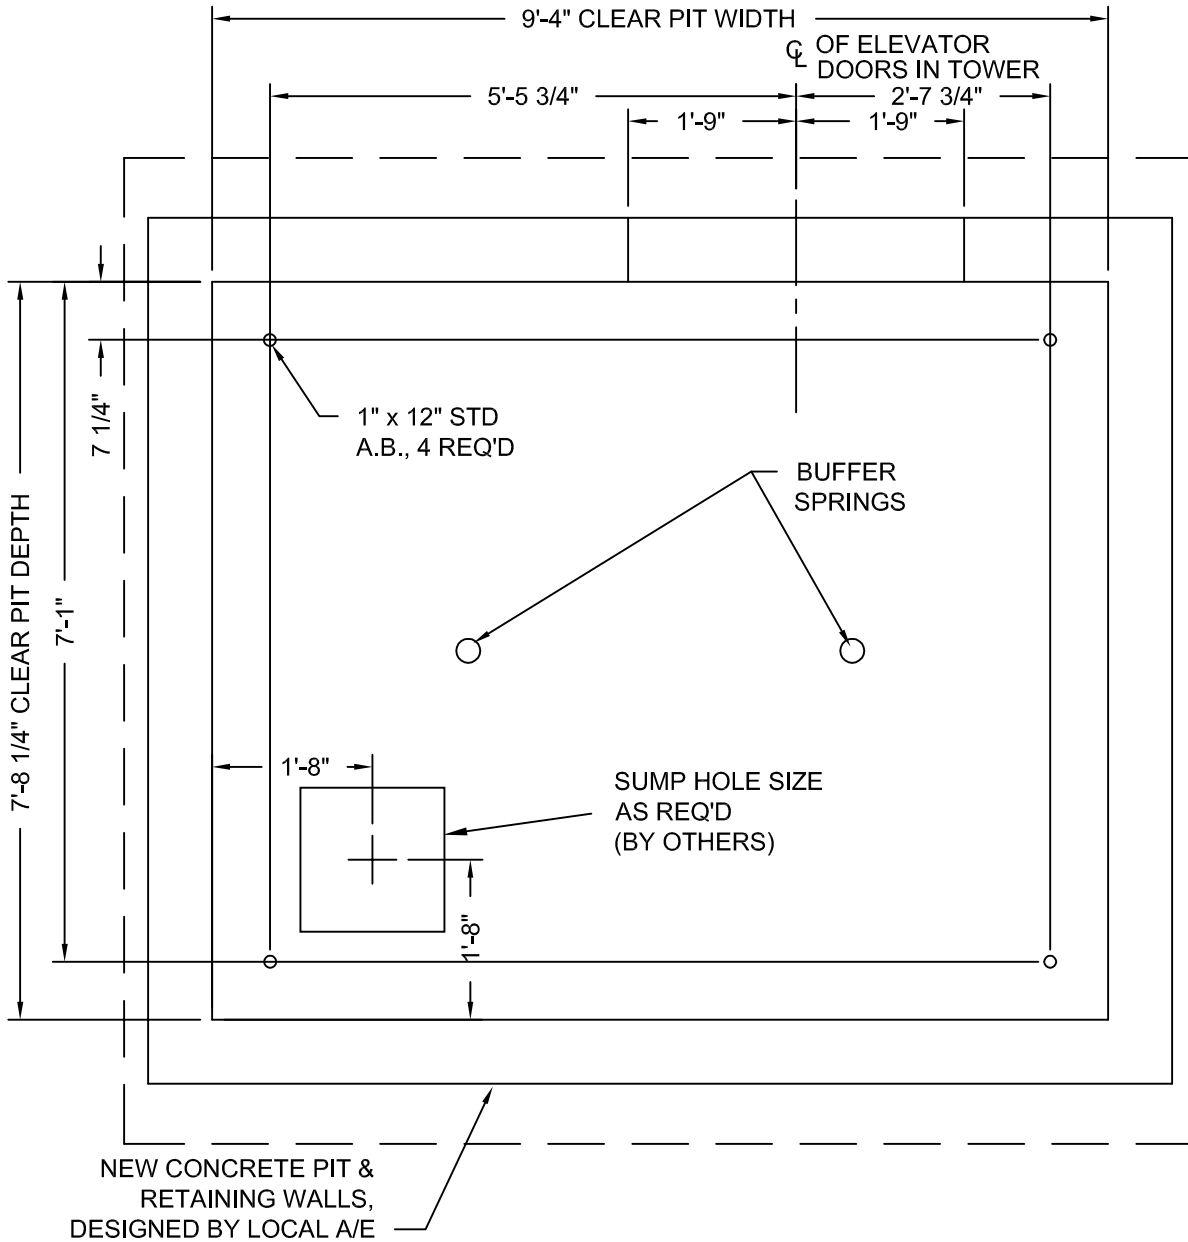 9'-4" CLEAR PIT WIDTH
℄ OF ELEVATOR
DOORS IN TOWER
5'-5 3/4"
2'-7 3/4"
1'-9"
1'-9"
7 1/4"
1" x 12" STD
A.B., 4 REQ'D
BUFFER
SPRINGS
7'-8 1/4" CLEAR PIT DEPTH
7'-1"
1'-8"
SUMP HOLE SIZE
AS REQ'D
(BY OTHERS)
1'-8"
NEW CONCRETE PIT &
RETAINING WALLS,
DESIGNED BY LOCAL A/E